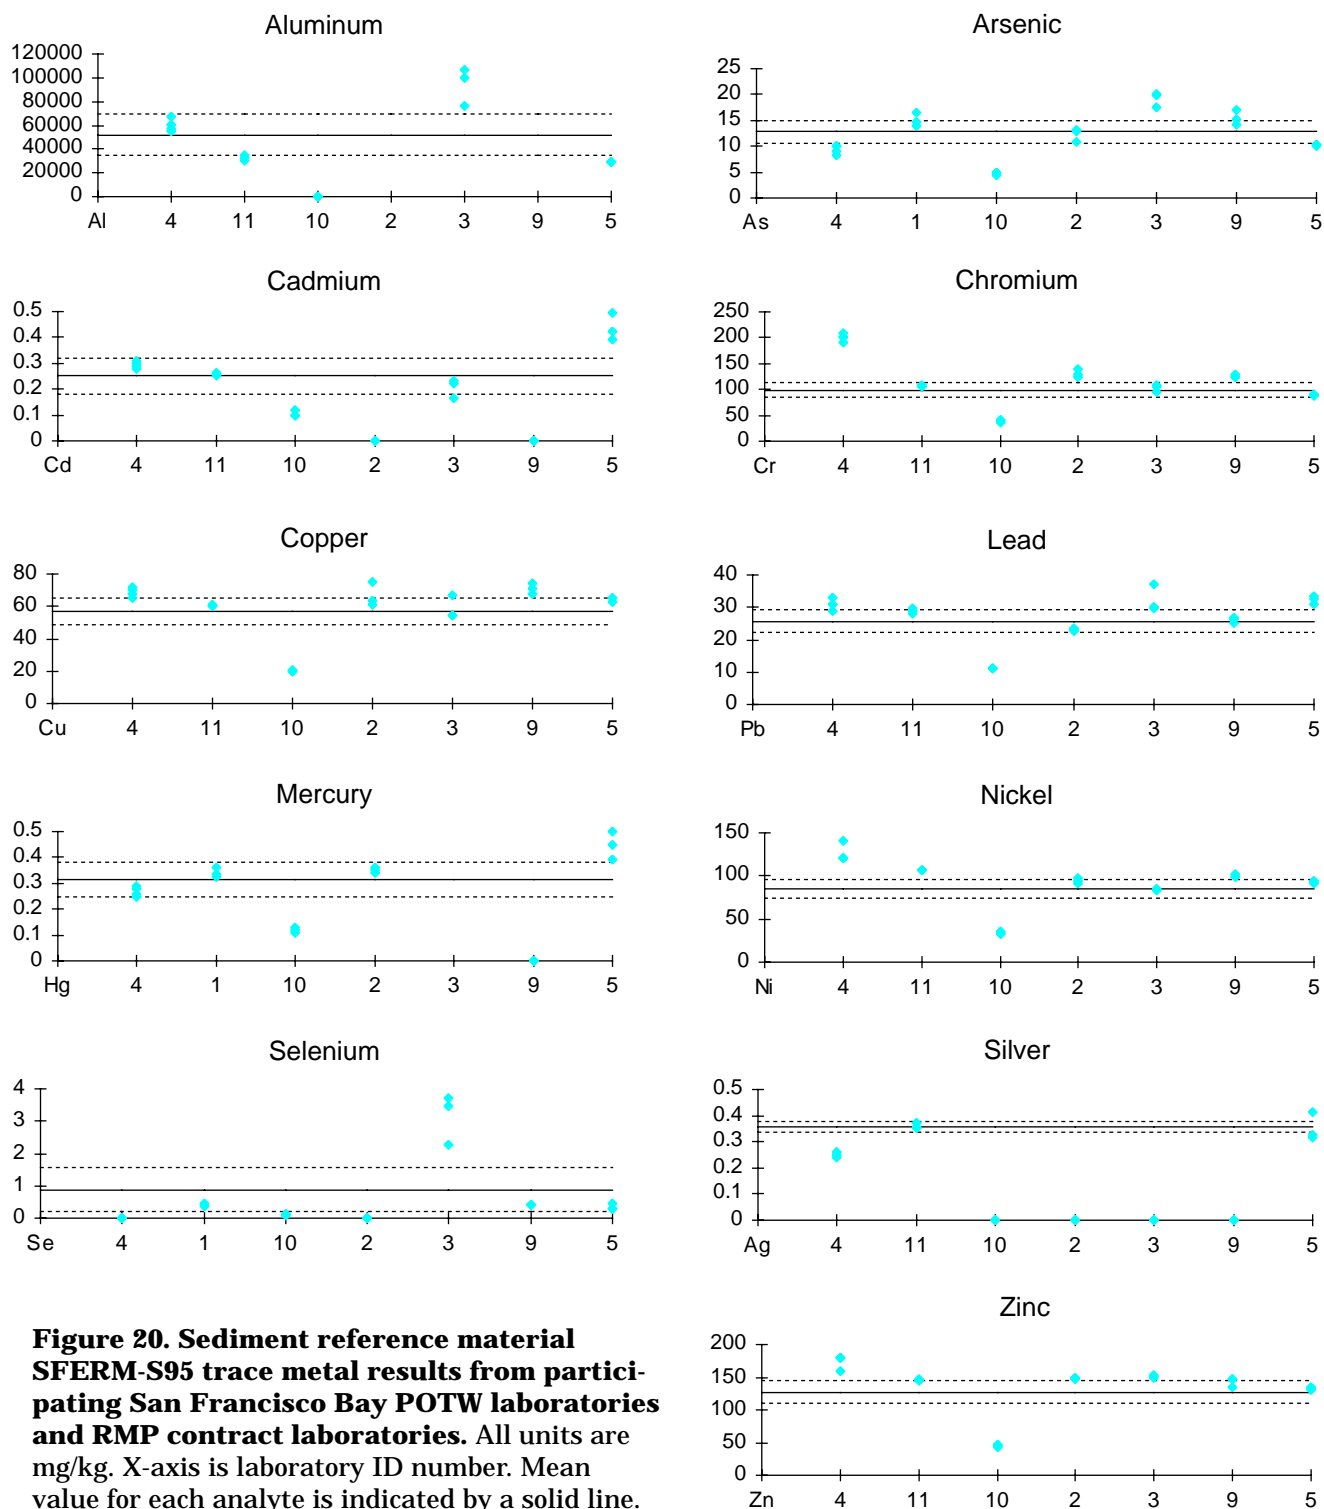 Aluminum
120000
100000
80000
60000
40000
20000
0
Al 4 11 10 2 3 9 5
Arsenic
25
20
15
10
5
0
As 4 1 10 2 3 9 5
Cadmium
0.5
0.4
0.3
0.2
0.1
0
Cd 4 11 10 2 3 9 5
Chromium
250
200
150
100
50
0
Cr 4 11 10 2 3 9 5
Copper
80
60
40
20
0
Cu 4 11 10 2 3 9 5
Lead
40
30
20
10
0
Pb 4 11 10 2 3 9 5
Mercury
0.5
0.4
0.3
0.2
0.1
0
Hg 4 1 10 2 3 9 5
Nickel
150
100
50
0
Ni 4 11 10 2 3 9 5
Selenium
4
3
2
1
0
Se 4 1 10 2 3 9 5
Silver
0.5
0.4
0.3
0.2
0.1
0
Ag 4 11 10 2 3 9 5
Zinc
200
150
100
50
0
Zn 4 11 10 2 3 9 5
Figure 20. Sediment reference material
SFERM-S95 trace metal results from partici-
pating San Francisco Bay POTW laboratories
and RMP contract laboratories. All units are
mg/kg. X-axis is laboratory ID number. Mean
value for each analyte is indicated by a solid line.